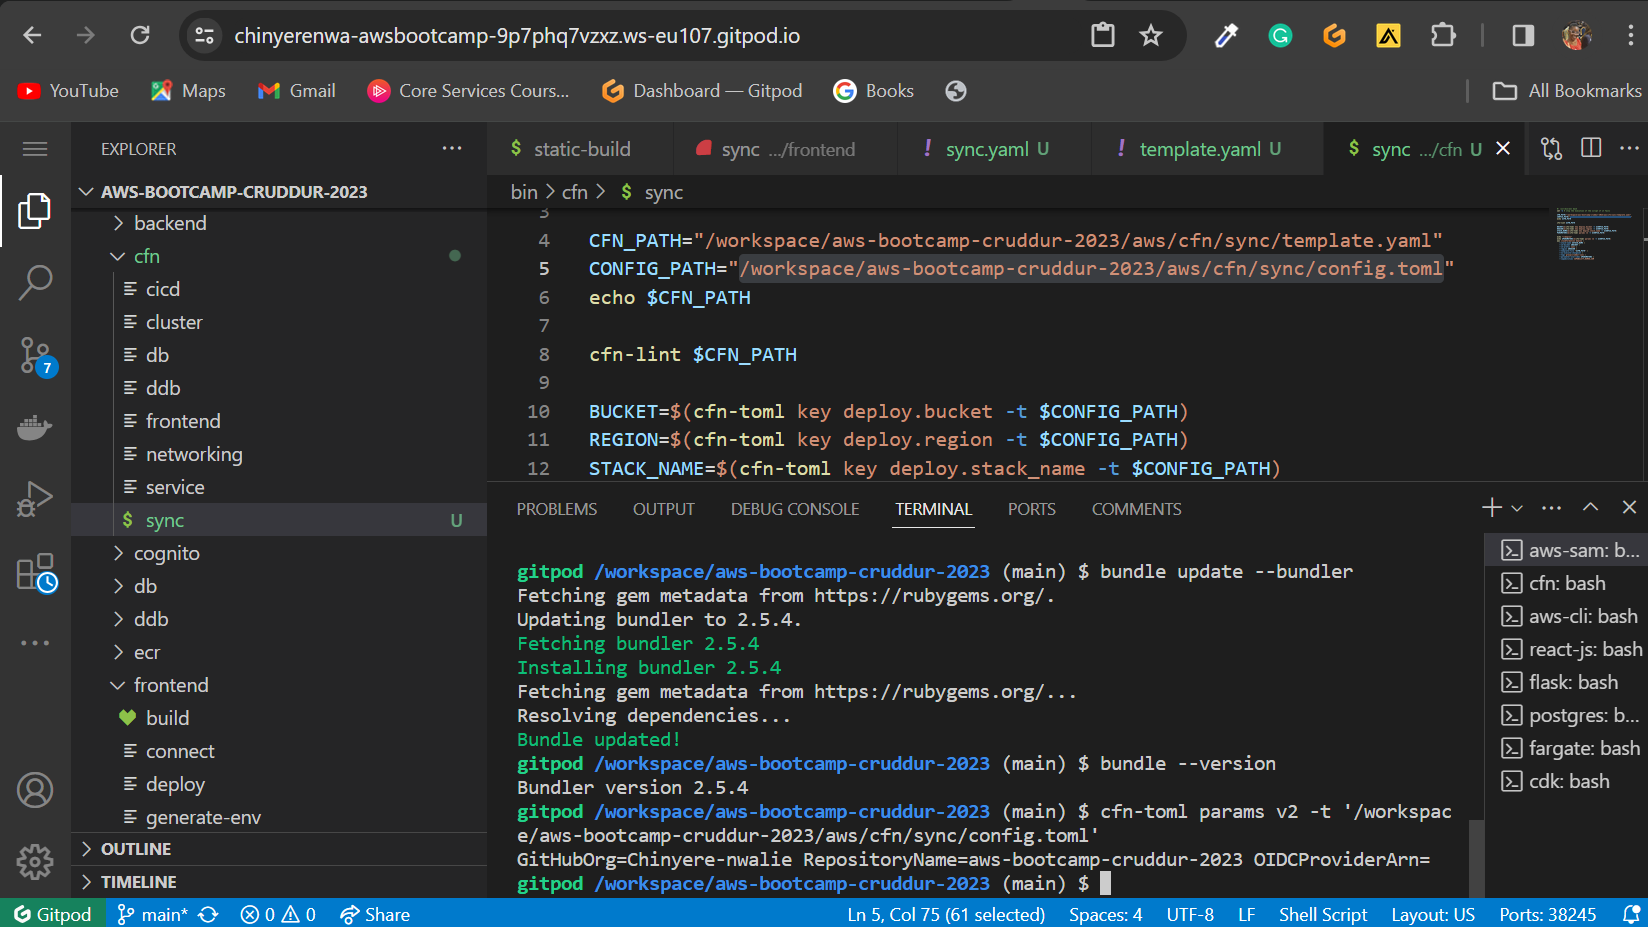 chinyerenwa-awsbootcamp-9p7phq7vzxz.ws-eu107.gitpod.io
YouTube Maps Gmail Core Services Cours... Dashboard — Gitpod Books All Bookmarks
EXPLORER
AWS-BOOTCAMP-CRUDDUR-2023
backend
cfn
cicd
cluster
db
ddb
frontend
networking
service
$ sync U
cognito
db
ddb
ecr
frontend
build
connect
deploy
generate-env
OUTLINE
TIMELINE
7
$ static-build sync .../frontend ! sync.yaml U ! template.yaml U $ sync .../cfn U
bin > cfn > $ sync
3
4 CFN_PATH="/workspace/aws-bootcamp-cruddur-2023/aws/cfn/sync/template.yaml"
5 CONFIG_PATH="/workspace/aws-bootcamp-cruddur-2023/aws/cfn/sync/config.toml"
6 echo $CFN_PATH
7
8 cfn-lint $CFN_PATH
9
10 BUCKET=$(cfn-toml key deploy.bucket -t $CONFIG_PATH)
11 REGION=$(cfn-toml key deploy.region -t $CONFIG_PATH)
12 STACK_NAME=$(cfn-toml key deploy.stack_name -t $CONFIG_PATH)
PROBLEMS OUTPUT DEBUG CONSOLE TERMINAL PORTS COMMENTS
gitpod /workspace/aws-bootcamp-cruddur-2023 (main) $ bundle update --bundler
Fetching gem metadata from https://rubygems.org/.
Updating bundler to 2.5.4.
Fetching bundler 2.5.4
Installing bundler 2.5.4
Fetching gem metadata from https://rubygems.org/...
Resolving dependencies...
Bundle updated!
gitpod /workspace/aws-bootcamp-cruddur-2023 (main) $ bundle --version
Bundler version 2.5.4
gitpod /workspace/aws-bootcamp-cruddur-2023 (main) $ cfn-toml params v2 -t '/workspac
e/aws-bootcamp-cruddur-2023/aws/cfn/sync/config.toml'
GitHubOrg=Chinyere-nwalie RepositoryName=aws-bootcamp-cruddur-2023 OIDCProviderArn=
gitpod /workspace/aws-bootcamp-cruddur-2023 (main) $
aws-sam: b...
cfn: bash
aws-cli: bash
react-js: bash
flask: bash
postgres: b...
fargate: bash
cdk: bash
Gitpod main* 0 0 Share Ln 5, Col 75 (61 selected) Spaces: 4 UTF-8 LF Shell Script Layout: US Ports: 38245